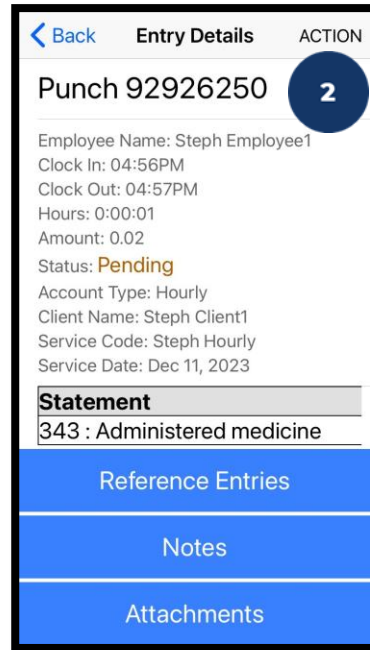 Back Entry Details ACTION
Punch 92926250 2
Employee Name: Steph Employee1
Clock In: 04:56PM
Clock Out: 04:57PM
Hours: 0:00:01
Amount: 0.02
Status: Pending
Account Type: Hourly
Client Name: Steph Client1
Service Code: Steph Hourly
Service Date: Dec 11, 2023
Statement
343 : Administered medicine
Reference Entries
Notes
Attachments